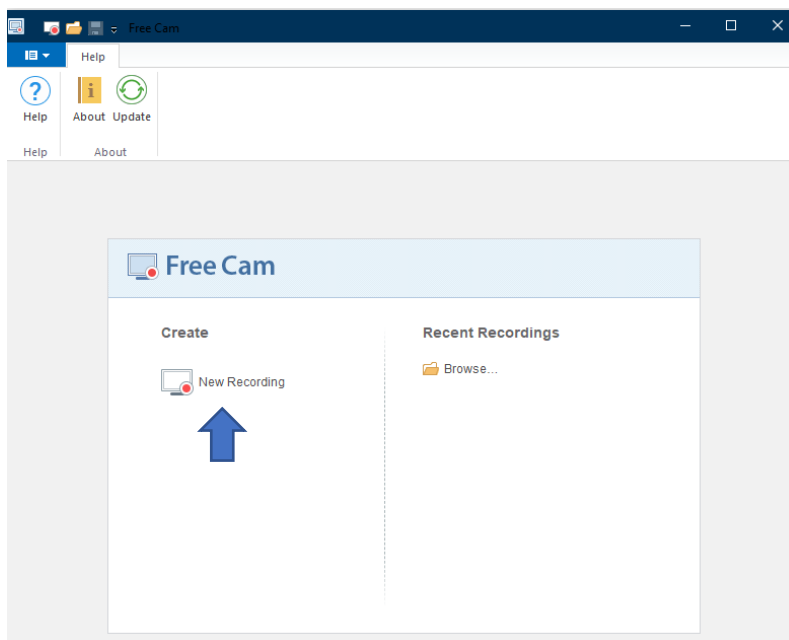 Free Cam
Help
Help
About Update
Help
About
Free Cam
Create
Recent Recordings
New Recording
Browse...